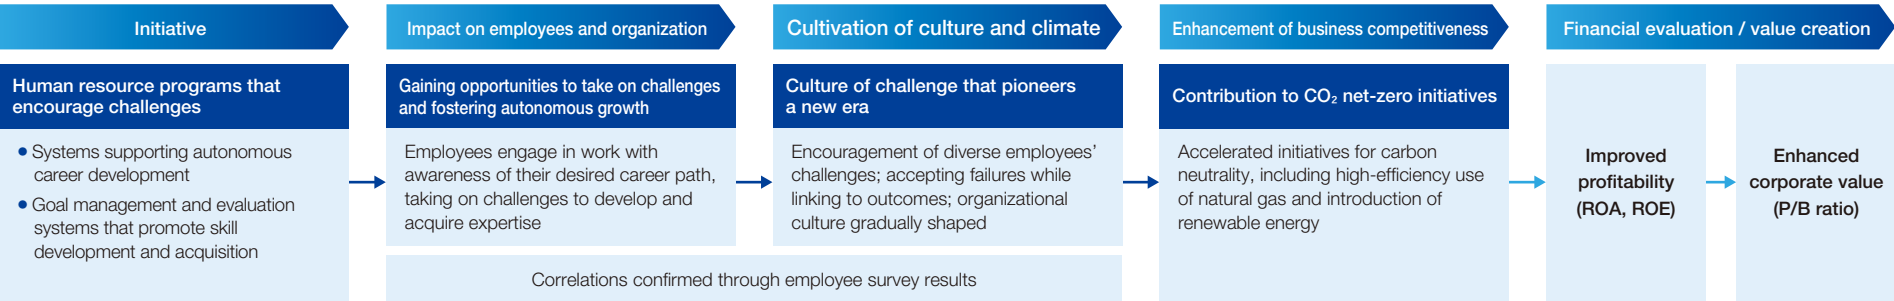 Initiative
Human resource programs that
encourage challenges
● Systems supporting autonomous
career development
● Goal management and evaluation
systems that promote skill
development and acquisition
Impact on employees and organization
Gaining opportunities to take on challenges
and fostering autonomous growth
Employees engage in work with
awareness of their desired career path,
taking on challenges to develop and
acquire expertise
Cultivation of culture and climate
Culture of challenge that pioneers
a new era
Encouragement of diverse employees’
challenges; accepting failures while
linking to outcomes; organizational
culture gradually shaped
Correlations confirmed through employee survey results
Enhancement of business competitiveness
Contribution to CO₂ net-zero initiatives
Accelerated initiatives for carbon
neutrality, including high-efficiency use
of natural gas and introduction of
renewable energy
Financial evaluation / value creation
Improved
profitability
(ROA, ROE)
Enhanced
corporate value
(P/B ratio)